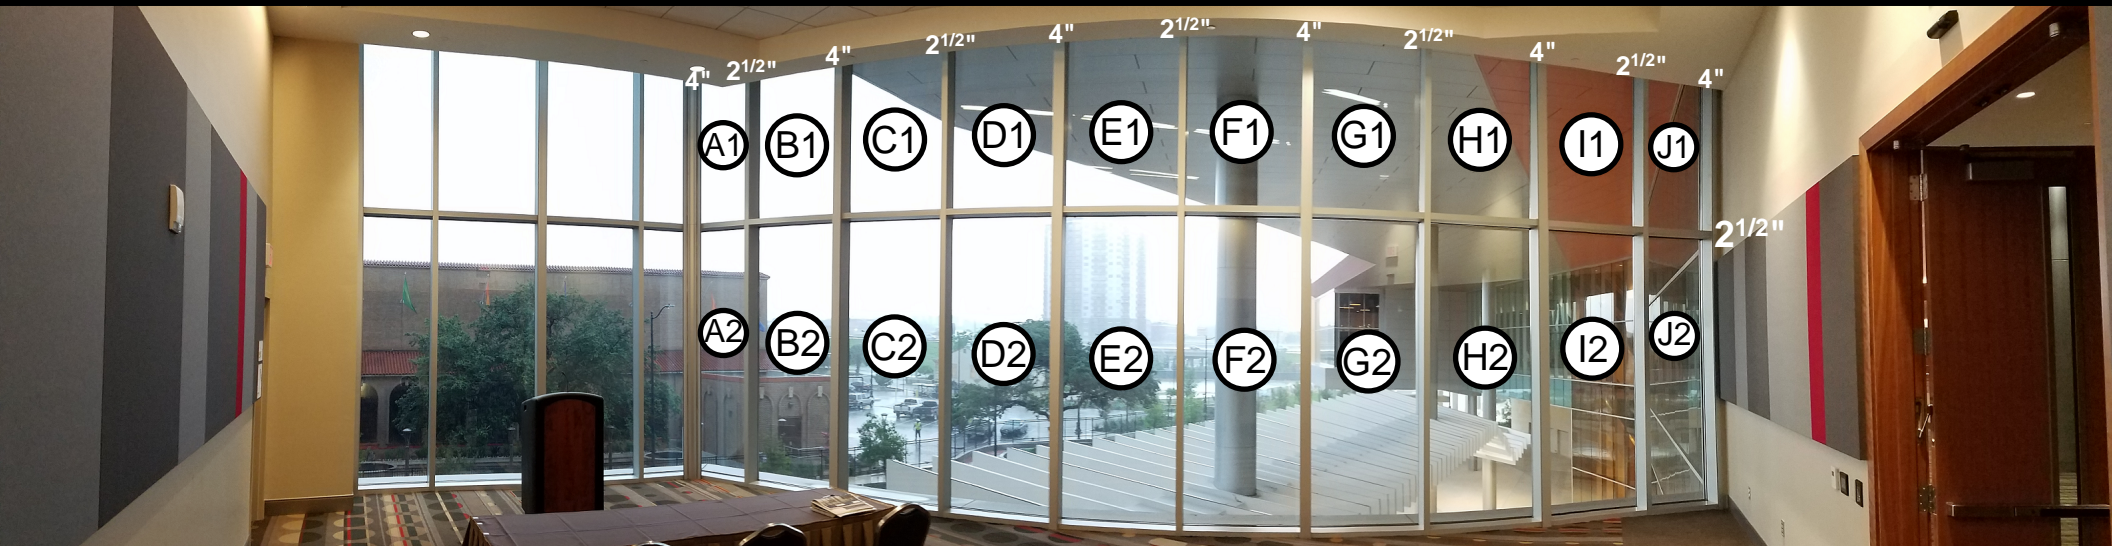 4" 2 1/2" 4" 2 1/2" 4" 2 1/2" 4" 2 1/2" 4" 2 1/2" 4"
A1 B1 C1 D1 E1 F1 G1 H1 I1 J1
2 1/2"
A2 B2 C2 D2 E2 F2 G2 H2 I2 J2